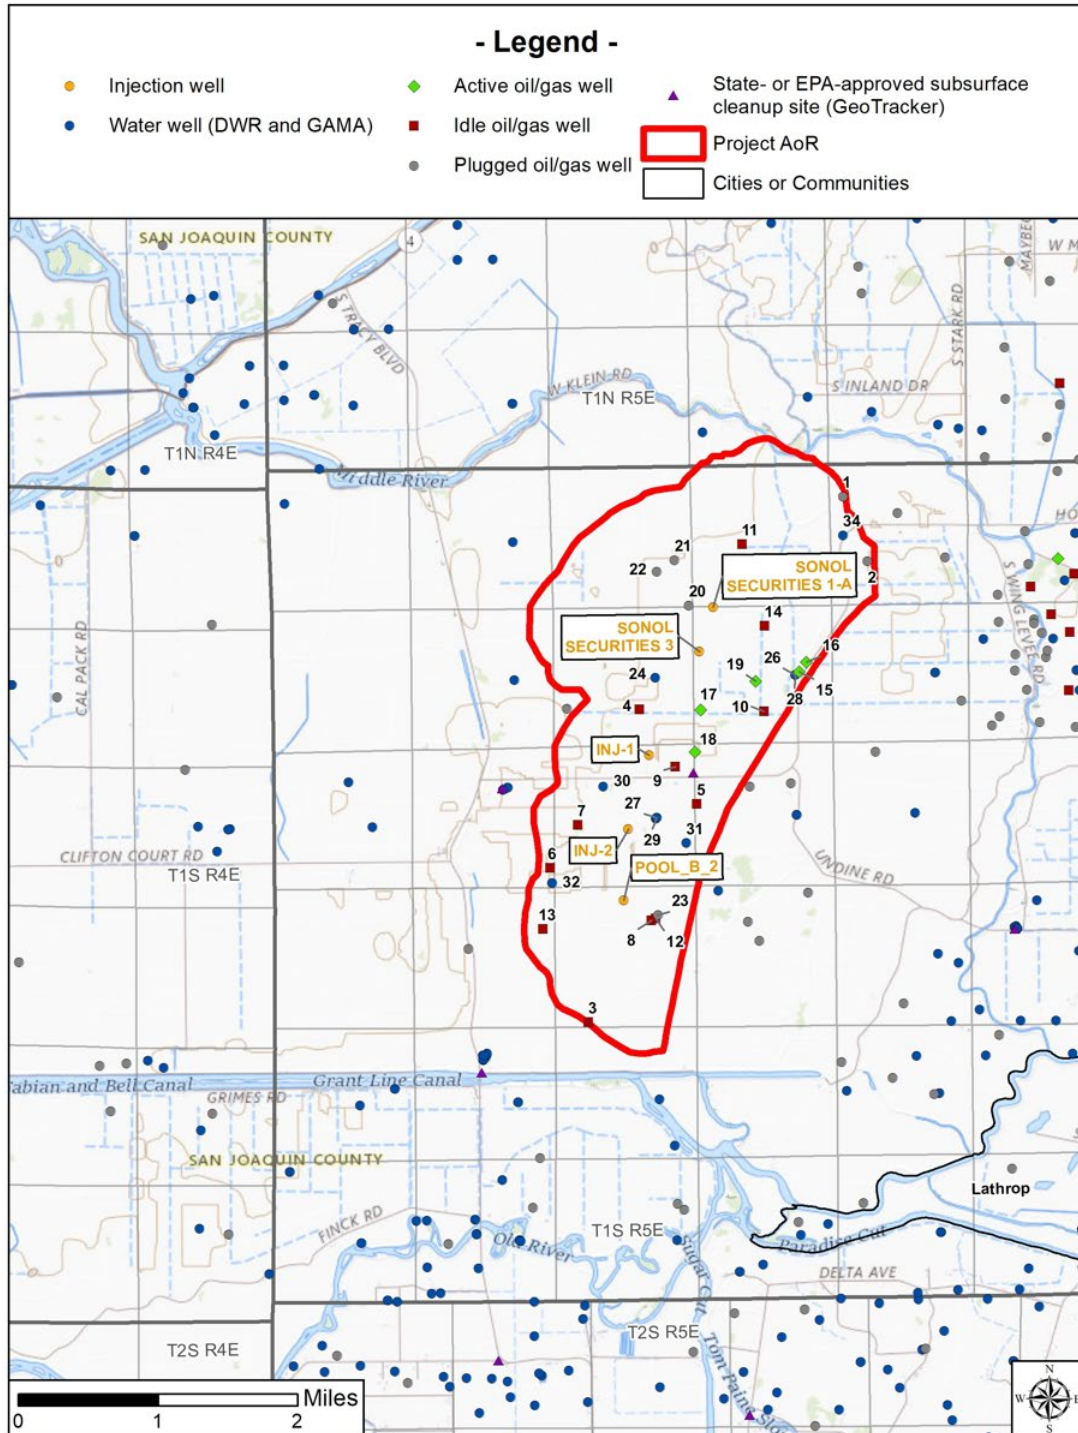 - Legend -
Injection well
Water well (DWR and GAMA)
Active oil/gas well
Idle oil/gas well
Plugged oil/gas well
State- or EPA-approved subsurface
cleanup site (GeoTracker)
Project AoR
Cities or Communities
SAN JOAQUIN COUNTY
4
S TRACY BLVD
W KLEIN RD
T1N R5E
S INLAND DR
S STARK RD
T1N R4E
Middle River
1
34
11
21
22
2
SONOL
SECURITIES 1-A
20
14
SONOL
SECURITIES 3
16
26
19
15
24
28
17
4
10
S WING LEVEE RD
CAL PACK RD
18
INJ-1
9
30
5
27
7
29
31
INJ-2
6
POOL_B_2
CLIFTON COURT RD
T1S R4E
UNDINE RD
32
23
13
8
12
3
Fabian and Bell Canal
Grant Line Canal
GRIMES RD
SAN JOAQUIN COUNTY
Lathrop
FINCK RD
Old River
T1S R5E
Sugar Cut
Paradise Cut
DELTA AVE
T2S R4E
T2S R5E
Tom Paine Slo
Miles
0 1 2
N
W
S